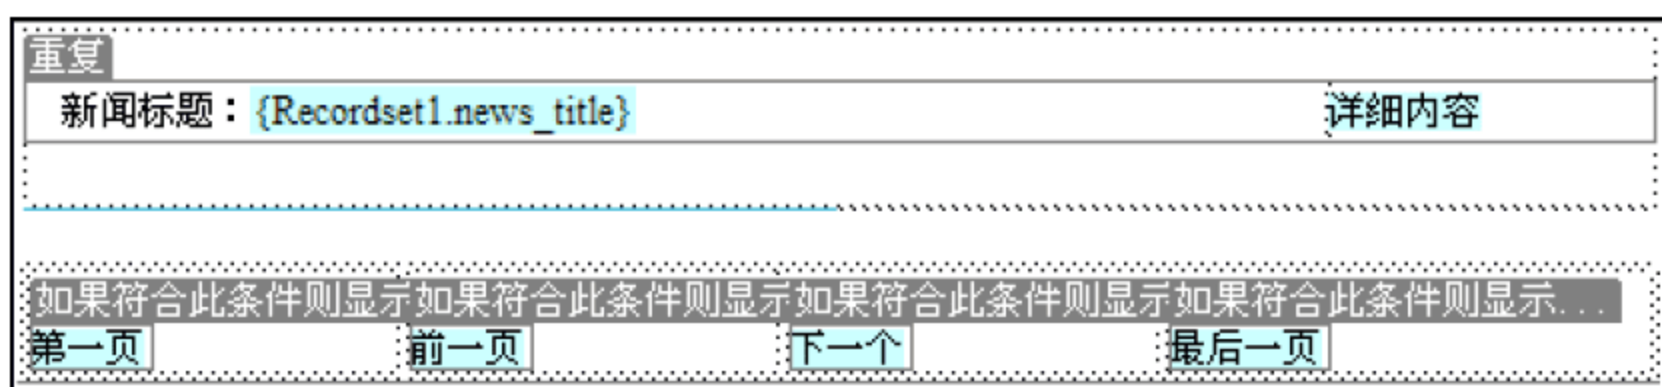 重复
新闻标题：{Recordset1.news_title} 详细内容
如果符合此条件则显示如果符合此条件则显示如果符合此条件则显示如果符合此条件则显示...
第一页 前一页 下一个 最后一页